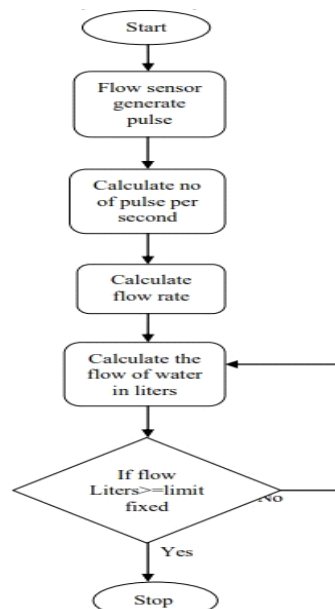 Start
Flow sensor
generate
pulse
Calculate no
of pulse per
second
Calculate
flow rate
Calculate the
flow of water
in liters
If flow
Liters>=limit
fixed
No
Yes
Stop